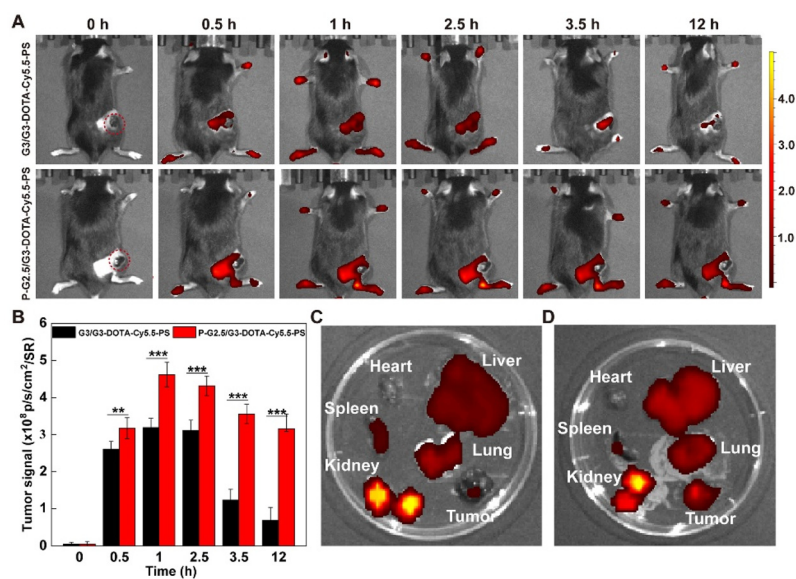 A
0 h 0.5 h 1 h 2.5 h 3.5 h 12 h
G3/G3-DOTA-Cy5.5-PS
P-G2.5/G3-DOTA-Cy5.5-PS
4.0
3.0
2.0
1.0
B
G3/G3-DOTA-Cy5.5-PS P-G2.5/G3-DOTA-Cy5.5-PS
Tumor signal (x10⁸ p/s/cm²/SR)
6
5
4
3
2
1
0
** *** *** *** ***
0 0.5 1 2.5 3.5 12
Time (h)
C
Heart
Liver
Spleen
Lung
Kidney
Tumor
D
Heart
Liver
Spleen
Lung
Kidney
Tumor